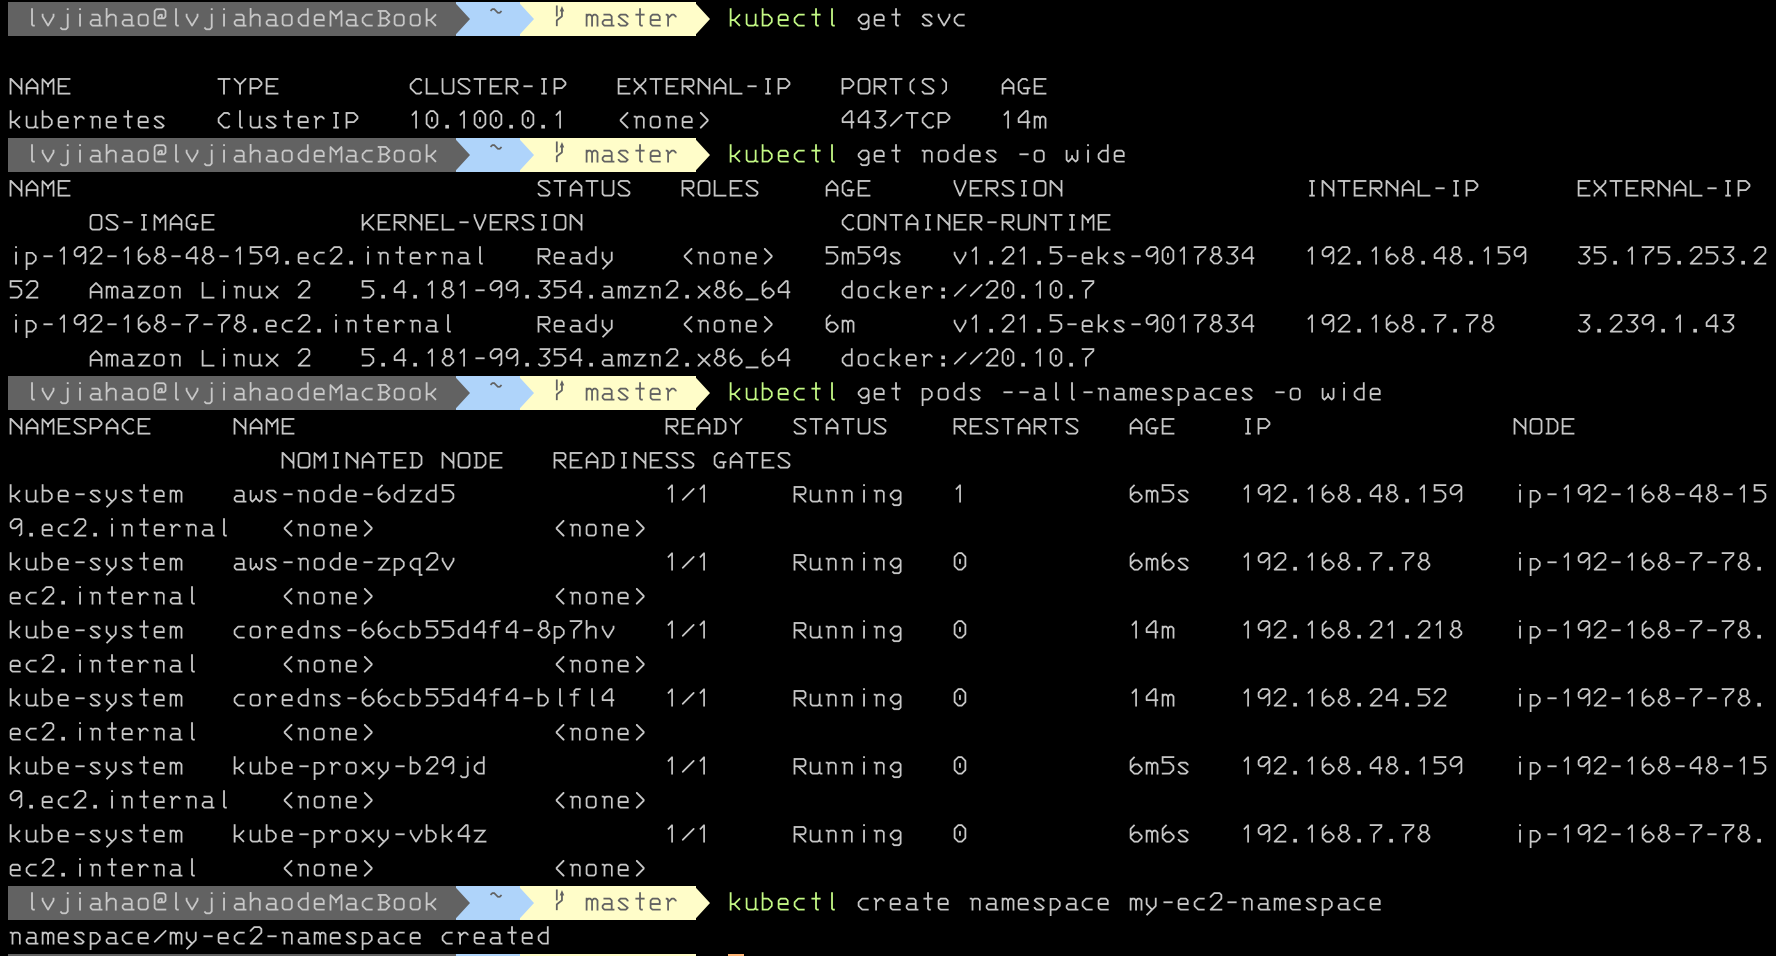 lvjiahao@lvjiahaodeMacBook ~ master kubectl get svc
NAME TYPE CLUSTER-IP EXTERNAL-IP PORT(S) AGE
kubernetes ClusterIP 10.100.0.1 <none> 443/TCP 14m
lvjiahao@lvjiahaodeMacBook ~ master kubectl get nodes -o wide
NAME STATUS ROLES AGE VERSION INTERNAL-IP EXTERNAL-IP
OS-IMAGE KERNEL-VERSION CONTAINER-RUNTIME
ip-192-168-48-159.ec2.internal Ready <none> 5m59s v1.21.5-eks-9017834 192.168.48.159 35.175.253.2
52 Amazon Linux 2 5.4.181-99.354.amzn2.x86_64 docker://20.10.7
ip-192-168-7-78.ec2.internal Ready <none> 6m v1.21.5-eks-9017834 192.168.7.78 3.239.1.43
Amazon Linux 2 5.4.181-99.354.amzn2.x86_64 docker://20.10.7
lvjiahao@lvjiahaodeMacBook ~ master kubectl get pods --all-namespaces -o wide
NAMESPACE NAME READY STATUS RESTARTS AGE IP NODE
NOMINATED NODE READINESS GATES
kube-system aws-node-6dzd5 1/1 Running 1 6m5s 192.168.48.159 ip-192-168-48-15
9.ec2.internal <none> <none>
kube-system aws-node-zpq2v 1/1 Running 0 6m6s 192.168.7.78 ip-192-168-7-78.
ec2.internal <none> <none>
kube-system coredns-66cb55d4f4-8p7hv 1/1 Running 0 14m 192.168.21.218 ip-192-168-7-78.
ec2.internal <none> <none>
kube-system coredns-66cb55d4f4-blfl4 1/1 Running 0 14m 192.168.24.52 ip-192-168-7-78.
ec2.internal <none> <none>
kube-system kube-proxy-b29jd 1/1 Running 0 6m5s 192.168.48.159 ip-192-168-48-15
9.ec2.internal <none> <none>
kube-system kube-proxy-vbk4z 1/1 Running 0 6m6s 192.168.7.78 ip-192-168-7-78.
ec2.internal <none> <none>
lvjiahao@lvjiahaodeMacBook ~ master kubectl create namespace my-ec2-namespace
namespace/my-ec2-namespace created